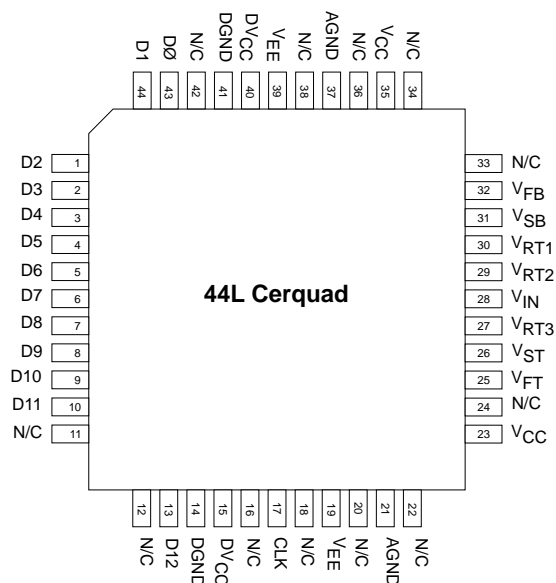 D1 DØ N/C DGND DVCC VEE N/C AGND N/C VCC N/C
44 43 42 41 40 39 38 37 36 35 34
D2 1 33 N/C
D3 2 32 VFB
D4 3 31 VSB
D5 4 30 VRT1
D6 5 29 VRT2
D7 6 28 VIN
44L Cerquad
D8 7 27 VRT3
D9 8 26 VST
D10 9 25 VFT
D11 10 24 N/C
N/C 11 23 VCC
12 13 14 15 16 17 18 19 20 21 22
N/C D12 DGND DVCC N/C CLK N/C VEE N/C AGND N/C